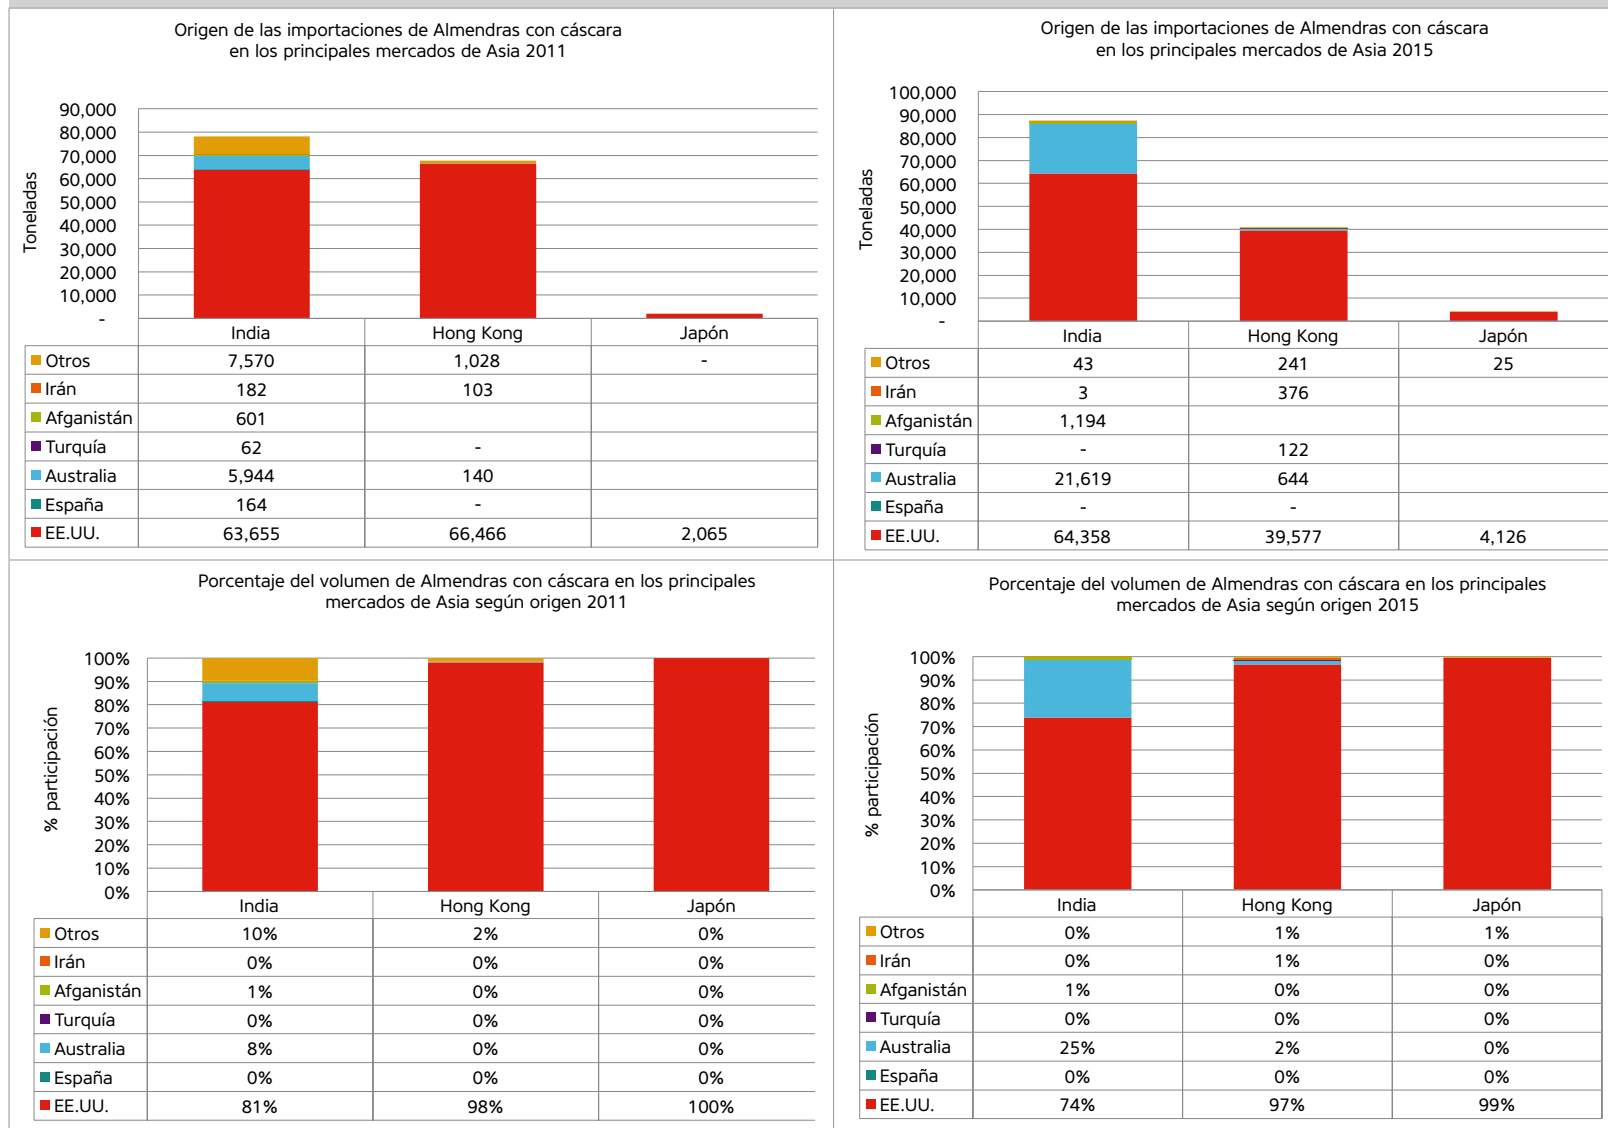 Origen de las importaciones de Almendras con cáscara
en los principales mercados de Asia 2011
Toneladas
90,000
80,000
70,000
60,000
50,000
40,000
30,000
20,000
10,000
-
India Hong Kong Japón
Otros 7,570 1,028 -
Irán 182 103
Afganistán 601
Turquía 62 -
Australia 5,944 140
España 164 -
EE.UU. 63,655 66,466 2,065
Origen de las importaciones de Almendras con cáscara
en los principales mercados de Asia 2015
Toneladas
100,000
90,000
80,000
70,000
60,000
50,000
40,000
30,000
20,000
10,000
-
India Hong Kong Japón
Otros 43 241 25
Irán 3 376
Afganistán 1,194
Turquía - 122
Australia 21,619 644
España - -
EE.UU. 64,358 39,577 4,126
Porcentaje del volumen de Almendras con cáscara en los principales
mercados de Asia según origen 2011
% participación
100%
90%
80%
70%
60%
50%
40%
30%
20%
10%
0%
India Hong Kong Japón
Otros 10% 2% 0%
Irán 0% 0% 0%
Afganistán 1% 0% 0%
Turquía 0% 0% 0%
Australia 8% 0% 0%
España 0% 0% 0%
EE.UU. 81% 98% 100%
Porcentaje del volumen de Almendras con cáscara en los principales
mercados de Asia según origen 2015
% participación
100%
90%
80%
70%
60%
50%
40%
30%
20%
10%
0%
India Hong Kong Japón
Otros 0% 1% 1%
Irán 0% 1% 0%
Afganistán 1% 0% 0%
Turquía 0% 0% 0%
Australia 25% 2% 0%
España 0% 0% 0%
EE.UU. 74% 97% 99%